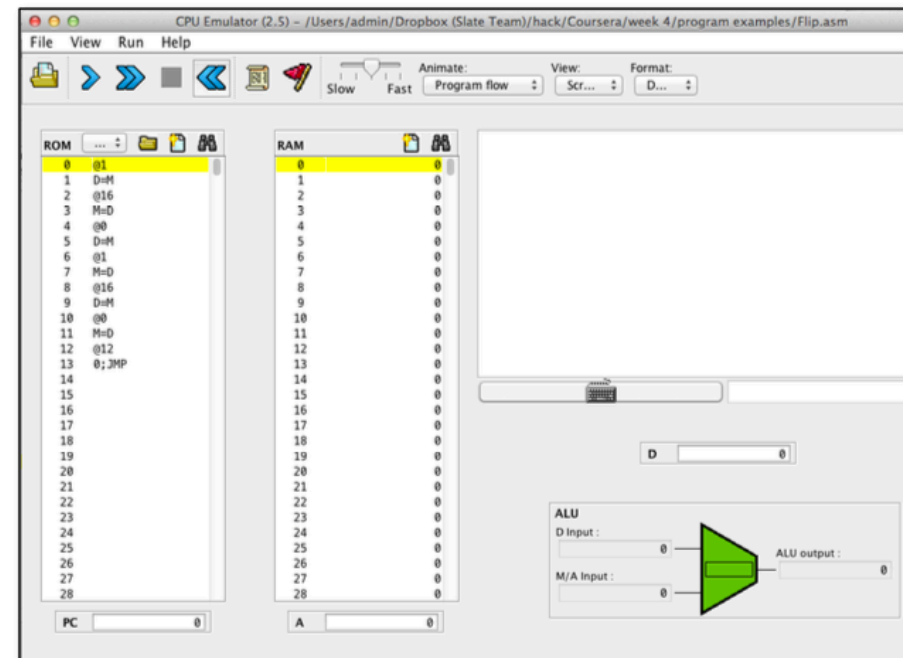 CPU Emulator (2.5) – /Users/admin/Dropbox (Slate Team)/hack/Coursera/week 4/program examples/Flip.asm
File View Run Help
Slow Fast
Animate:
Program flow
View:
Scr...
Format:
D...
ROM ...
0 @1
1 D=M
2 @16
3 M=D
4 @0
5 D=M
6 @1
7 M=D
8 @16
9 D=M
10 @0
11 M=D
12 @12
13 0;JMP
14
15
16
17
18
19
20
21
22
23
24
25
26
27
28
PC 0
RAM
0 0
1 0
2 0
3 0
4 0
5 0
6 0
7 0
8 0
9 0
10 0
11 0
12 0
13 0
14 0
15 0
16 0
17 0
18 0
19 0
20 0
21 0
22 0
23 0
24 0
25 0
26 0
27 0
28 0
A 0
D 0
ALU
D Input :
0
M/A Input :
0
ALU output :
0